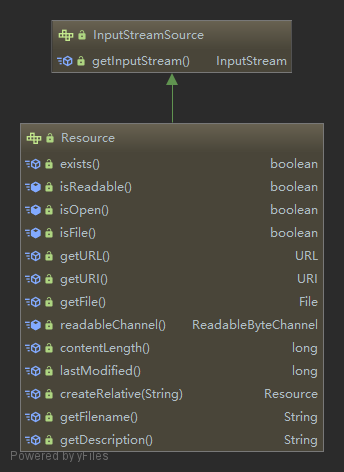 InputStreamSource
getInputStream() InputStream
Resource
exists() boolean
isReadable() boolean
isOpen() boolean
isFile() boolean
getURL() URL
getURI() URI
getFile() File
readableChannel() ReadableByteChannel
contentLength() long
lastModified() long
createRelative(String) Resource
getFilename() String
getDescription() String
Powered by yFiles